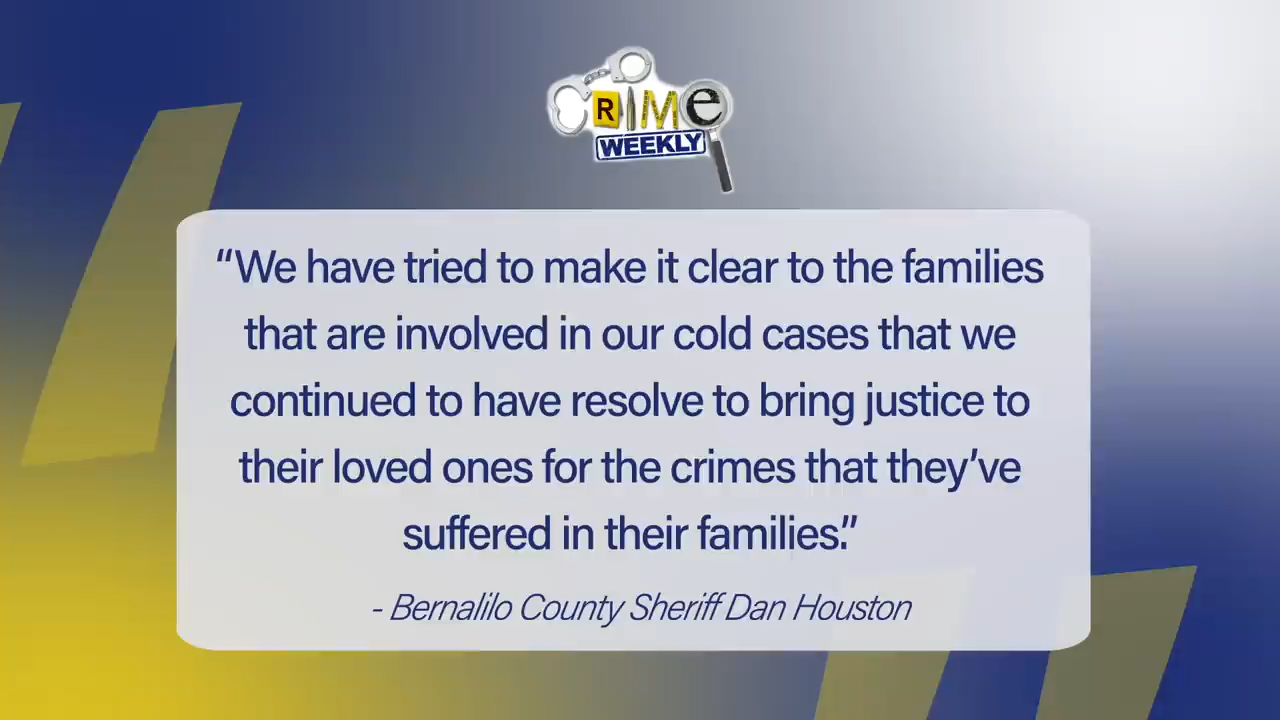 CRIME
WEEKLY
“We have tried to make it clear to the families
that are involved in our cold cases that we
continued to have resolve to bring justice to
their loved ones for the crimes that they’ve
suffered in their families.”
- Bernalilo County Sheriff Dan Houston